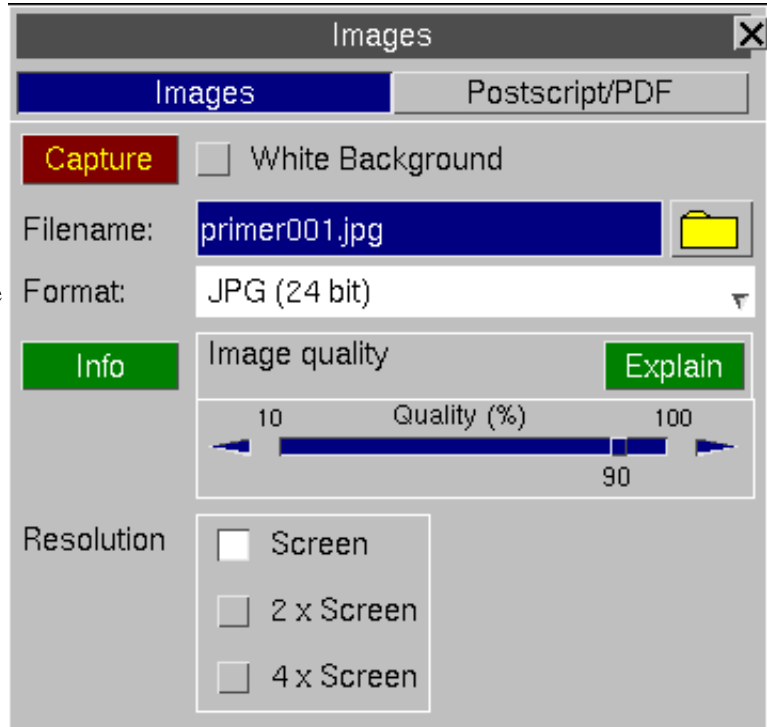 Images
Images Postscript/PDF
Capture White Background
Filename: primer001.jpg
Format: JPG (24 bit)
Info Image quality Explain
10 Quality (%) 100
90
Resolution Screen
2 x Screen
4 x Screen